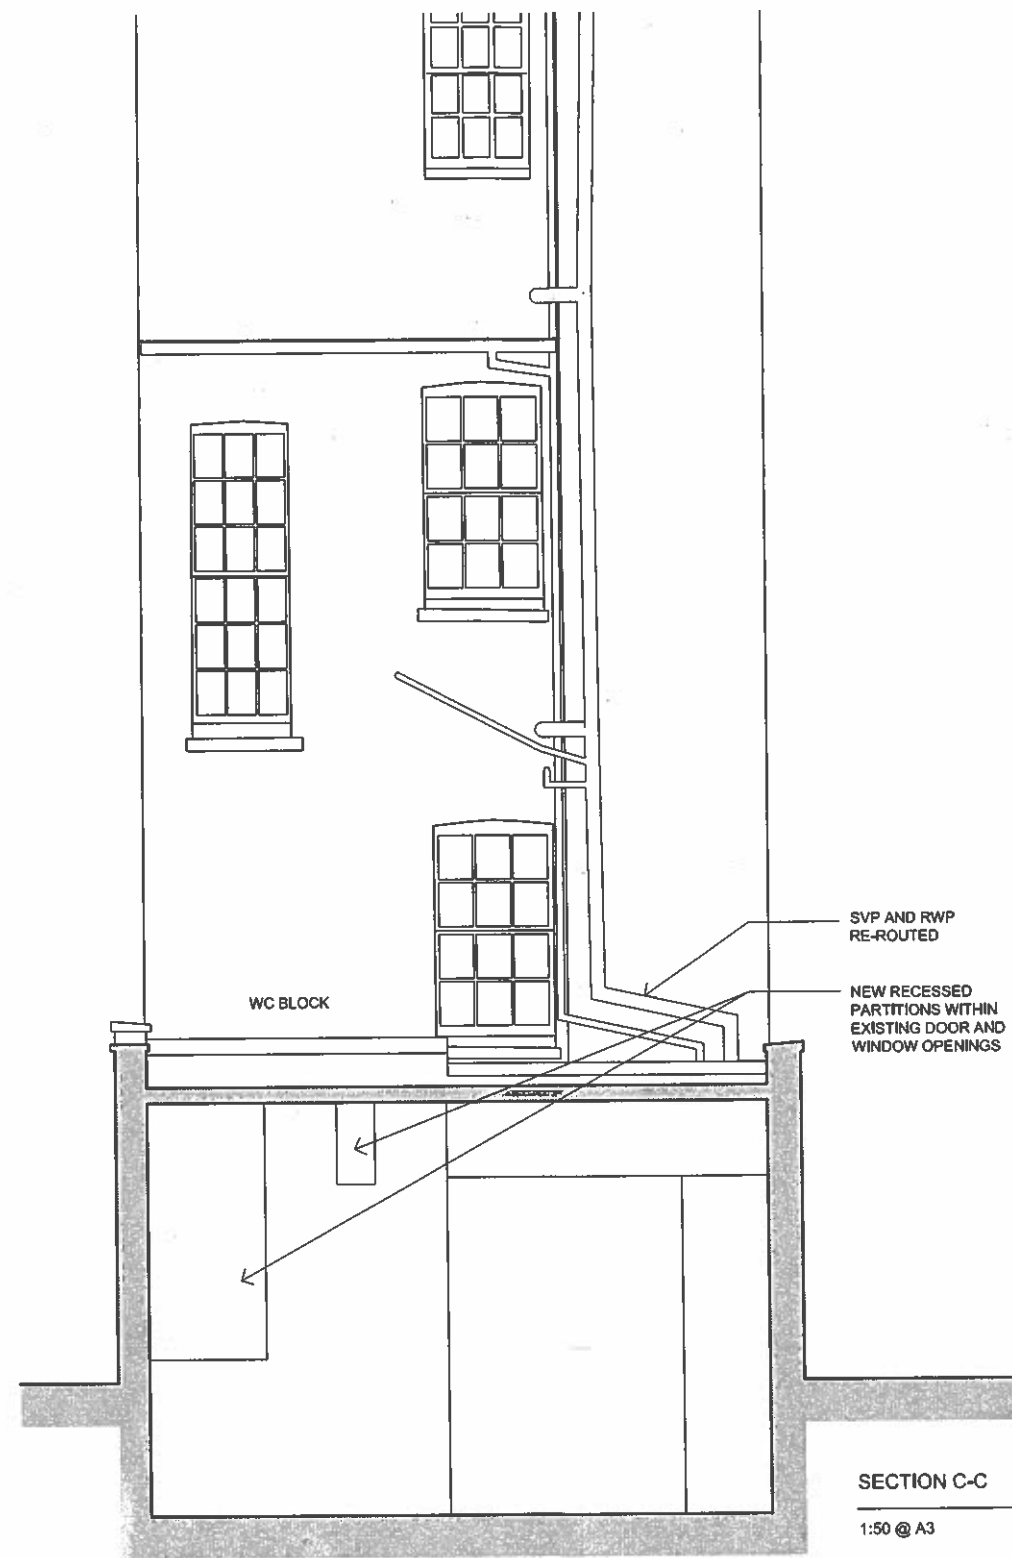 SVP AND RWP
RE-ROUTED
NEW RECESSED
PARTITIONS WITHIN
EXISTING DOOR AND
WINDOW OPENINGS
WC BLOCK
SECTION C-C
1:50 @ A3